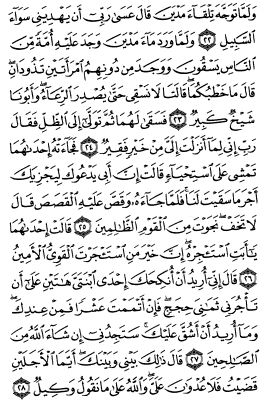 وَلَمَّا تَوَجَّهَ تِلْقَآءَ مَدْيَنَ قَالَ عَسَىٰ رَبِّىٓ أَن يَهْدِيَنِى سَوَآءَ
ٱلسَّبِيلِ ٢٢ وَلَمَّا وَرَدَ مَآءَ مَدْيَنَ وَجَدَ عَلَيْهِ أُمَّةً مِّنَ
ٱلنَّاسِ يَسْقُونَ وَوَجَدَ مِن دُونِهِمُ ٱمْرَأَتَيْنِ تَذُودَانِ ۖ
قَالَ مَا خَطْبُكُمَا ۖ قَالَتَا لَا نَسْقِى حَتَّىٰ يُصْدِرَ ٱلرِّعَآءُ ۖ وَأَبُونَا
شَيْخٌ كَبِيرٌ ٢٣ فَسَقَىٰ لَهُمَا ثُمَّ تَوَلَّىٰٓ إِلَى ٱلظِّلِّ فَقَالَ
رَبِّ إِنِّى لِمَآ أَنزَلْتَ إِلَىَّ مِنْ خَيْرٍ فَقِيرٌ ٢٤ فَجَآءَتْهُ إِحْدَىٰهُمَا
تَمْشِى عَلَى ٱسْتِحْيَآءٍ قَالَتْ إِنَّ أَبِى يَدْعُوكَ لِيَجْزِيَكَ
أَجْرَ مَا سَقَيْتَ لَنَا ۚ فَلَمَّا جَآءَهُۥ وَقَصَّ عَلَيْهِ ٱلْقَصَصَ قَالَ
لَا تَخَفْ ۖ نَجَوْتَ مِنَ ٱلْقَوْمِ ٱلظَّٰلِمِينَ ٢٥ قَالَتْ إِحْدَىٰهُمَا
يَٰٓأَبَتِ ٱسْتَـْٔجِرْهُ ۖ إِنَّ خَيْرَ مَنِ ٱسْتَـْٔجَرْتَ ٱلْقَوِىُّ ٱلْأَمِينُ
٢٦ قَالَ إِنِّىٓ أُرِيدُ أَنْ أُنكِحَكَ إِحْدَى ٱبْنَتَىَّ هَٰتَيْنِ عَلَىٰٓ أَن
تَأْجُرَنِى ثَمَٰنِىَ حِجَجٍ ۖ فَإِنْ أَتْمَمْتَ عَشْرًا فَمِنْ عِندِكَ ۖ
وَمَآ أُرِيدُ أَنْ أَشُقَّ عَلَيْكَ ۚ سَتَجِدُنِىٓ إِن شَآءَ ٱللَّهُ مِنَ
ٱلصَّٰلِحِينَ ٢٧ قَالَ ذَٰلِكَ بَيْنِى وَبَيْنَكَ ۖ أَيَّمَا ٱلْأَجَلَيْنِ
قَضَيْتُ فَلَا عُدْوَٰنَ عَلَىَّ ۖ وَٱللَّهُ عَلَىٰ مَا نَقُولُ وَكِيلٌ ٢٨